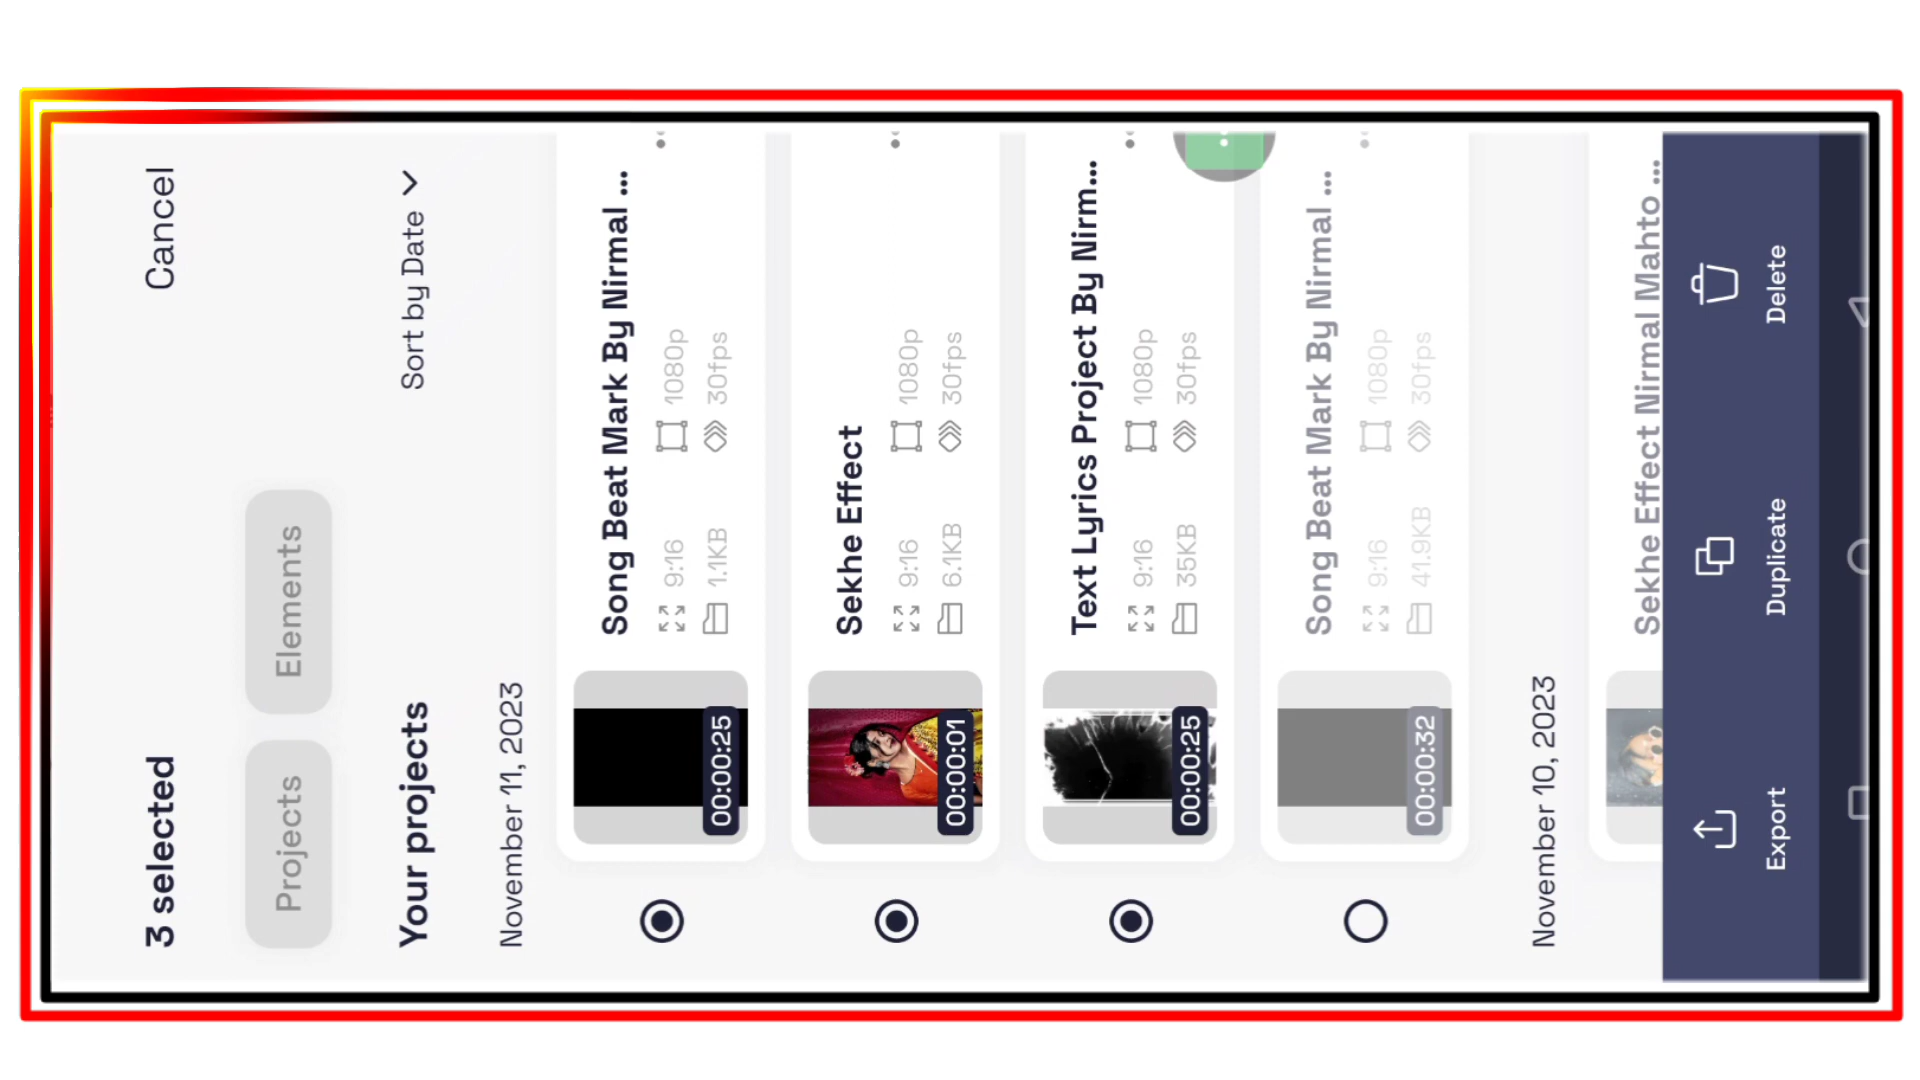 3 selected
Cancel
Projects
Elements
Your projects
Sort by Date
November 11, 2023
Song Beat Mark By Nirmal ...
9:16
1080p
1.1KB
30fps
00:00:25
Sekhe Effect
9:16
1080p
6.1KB
30fps
00:00:01
Text Lyrics Project By Nirm...
9:16
1080p
35KB
30fps
00:00:25
Song Beat Mark By Nirmal ...
9:16
1080p
41.9KB
30fps
00:00:32
November 10, 2023
Sekhe Effect Nirmal Mahto ...
Export
Duplicate
Delete